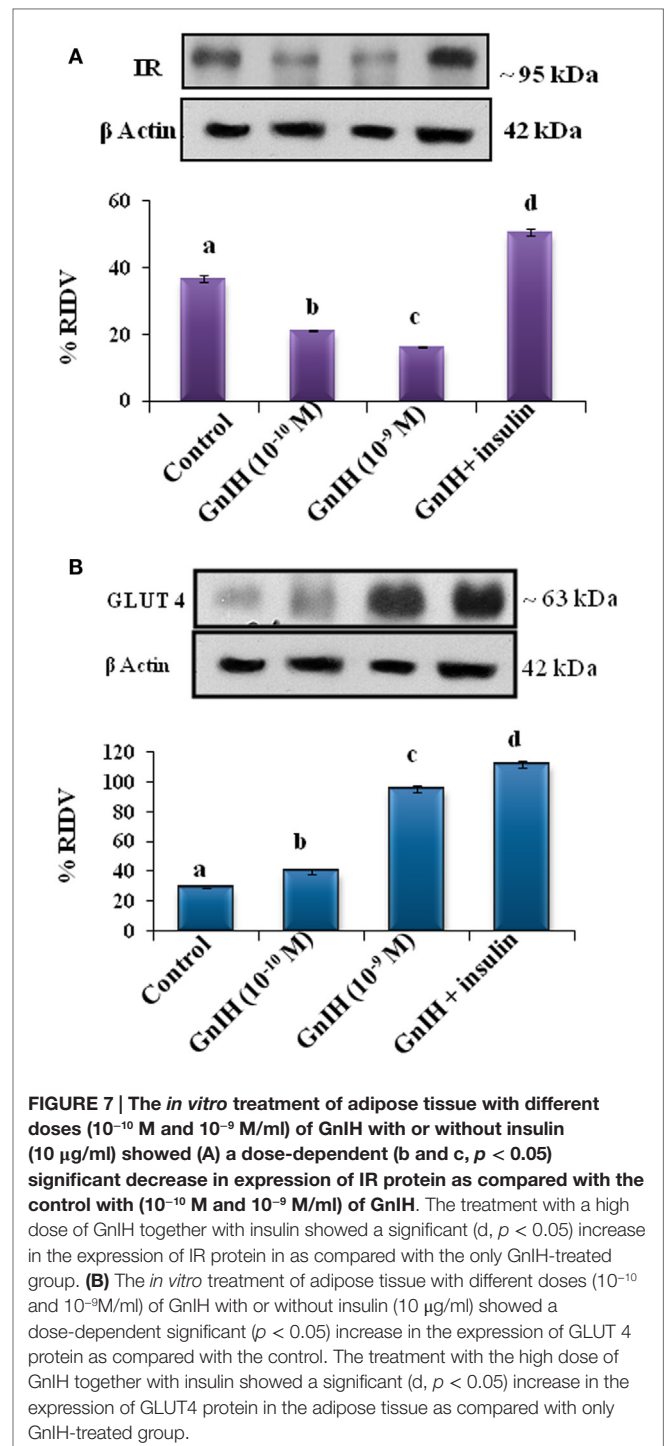 A
IR
~ 95 kDa
β Actin
42 kDa
60
40
20
0
% RIDV
a
b
c
d
Control
GnIH (10⁻¹⁰ M)
GnIH (10⁻⁹ M)
GnIH+ insulin
B
GLUT 4
~ 63 kDa
β Actin
42 kDa
120
100
80
60
40
20
0
% RIDV
a
b
c
d
Control
GnIH (10⁻¹⁰ M)
GnIH (10⁻⁹ M)
GnIH + insulin
FIGURE 7 | The in vitro treatment of adipose tissue with different
doses (10⁻¹⁰ M and 10⁻⁹ M/ml) of GnIH with or without insulin
(10 μg/ml) showed (A) a dose-dependent (b and c, p < 0.05)
significant decrease in expression of IR protein as compared with the
control with (10⁻¹⁰ M and 10⁻⁹ M/ml) of GnIH. The treatment with a high
dose of GnIH together with insulin showed a significant (d, p < 0.05) increase
in the expression of IR protein in as compared with the only GnIH-treated
group. (B) The in vitro treatment of adipose tissue with different doses (10⁻¹⁰
and 10⁻⁹M/ml) of GnIH with or without insulin (10 μg/ml) showed a
dose-dependent significant (p < 0.05) increase in the expression of GLUT 4
protein as compared with the control. The treatment with the high dose of
GnIH together with insulin showed a significant (d, p < 0.05) increase in the
expression of GLUT4 protein in the adipose tissue as compared with only
GnIH-treated group.